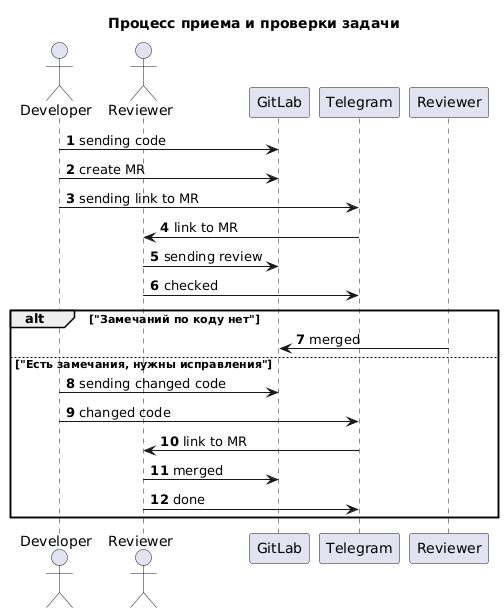 Процесс приема и проверки задачи
Developer Reviewer GitLab Telegram Reviewer
1 sending code
2 create MR
3 sending link to MR
4 link to MR
5 sending review
6 checked
alt ["Замечаний по коду нет"]
7 merged
["Есть замечания, нужны исправления"]
8 sending changed code
9 changed code
10 link to MR
11 merged
12 done
Developer Reviewer GitLab Telegram Reviewer